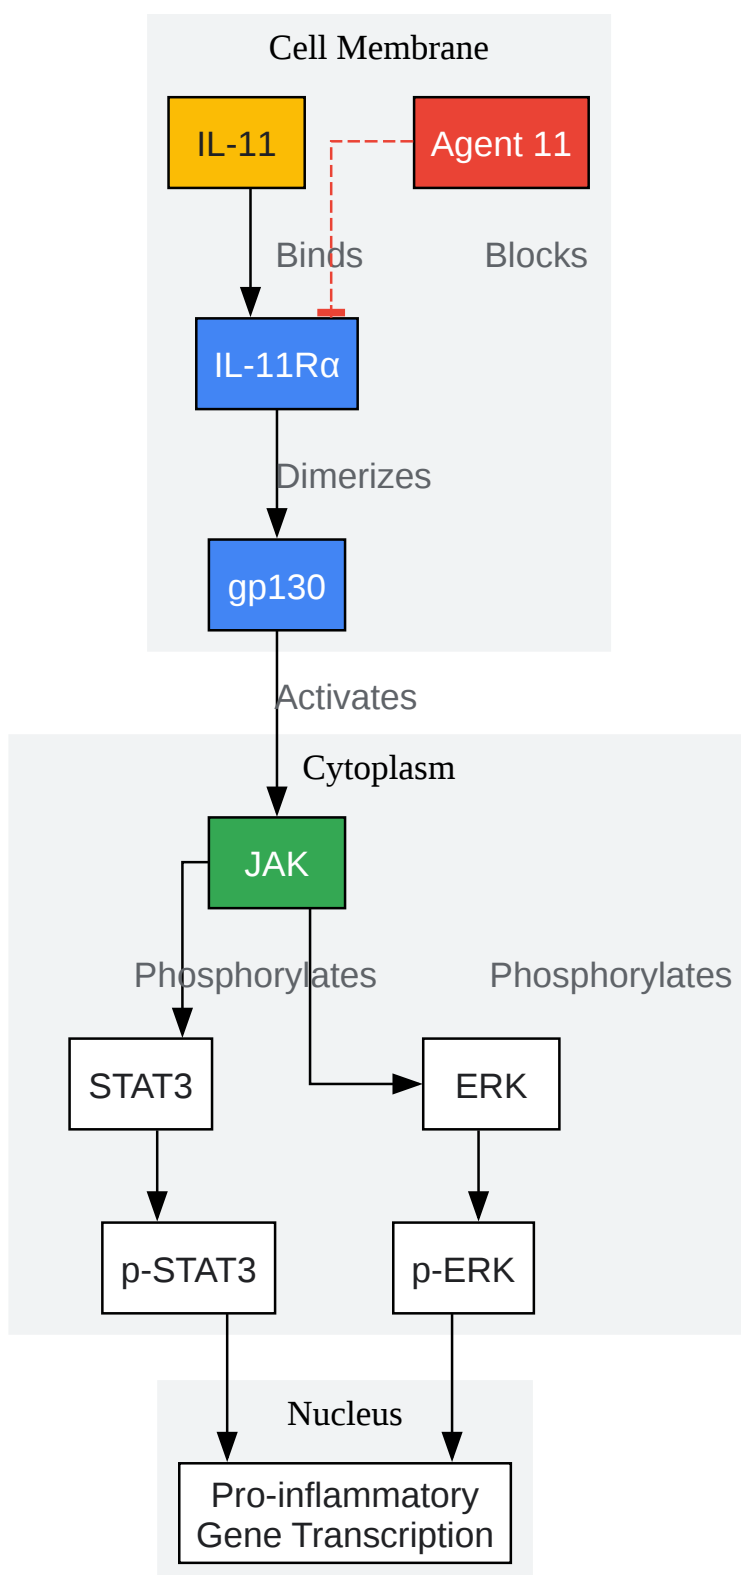 Cell Membrane
IL-11
Agent 11
Binds
Blocks
IL-11Rα
Dimerizes
gp130
Activates
Cytoplasm
JAK
Phosphorylates
Phosphorylates
STAT3
ERK
p-STAT3
p-ERK
Nucleus
Pro-inflammatory
Gene Transcription